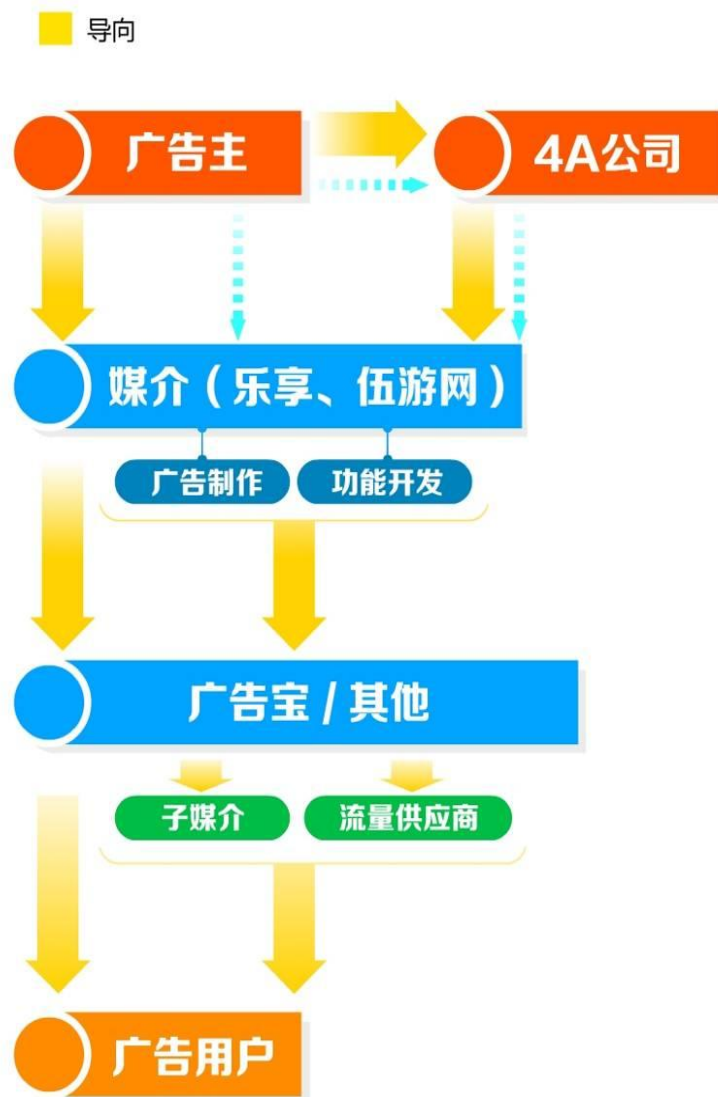 导向
广告主
4A公司
媒介（乐享、伍游网）
广告制作
功能开发
广告宝 / 其他
子媒介
流量供应商
广告用户